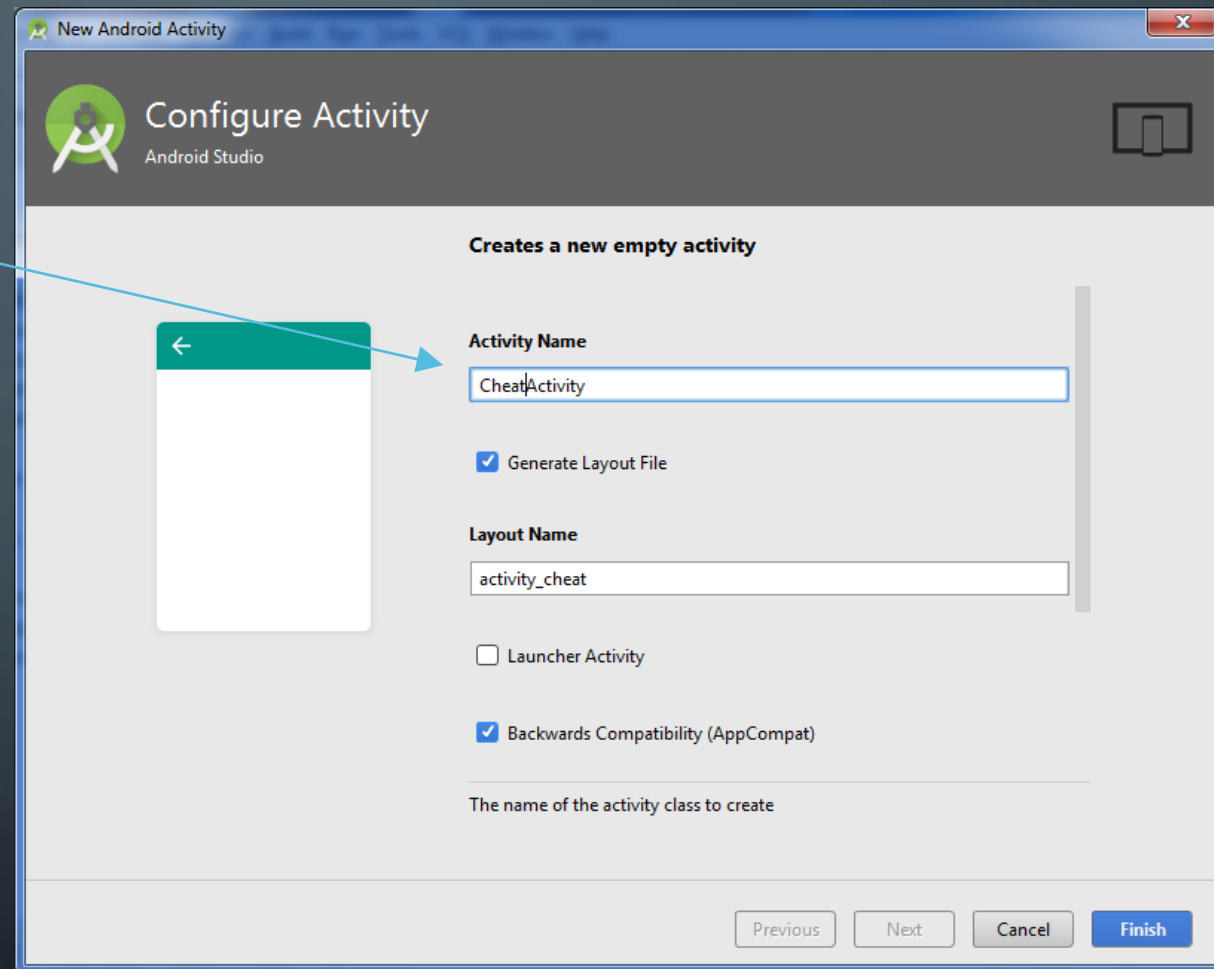 New Android Activity
Configure Activity
Android Studio
Creates a new empty activity
Activity Name
CheatActivity
Generate Layout File
Layout Name
activity_cheat
Launcher Activity
Backwards Compatibility (AppCompat)
The name of the activity class to create
Previous Next Cancel Finish